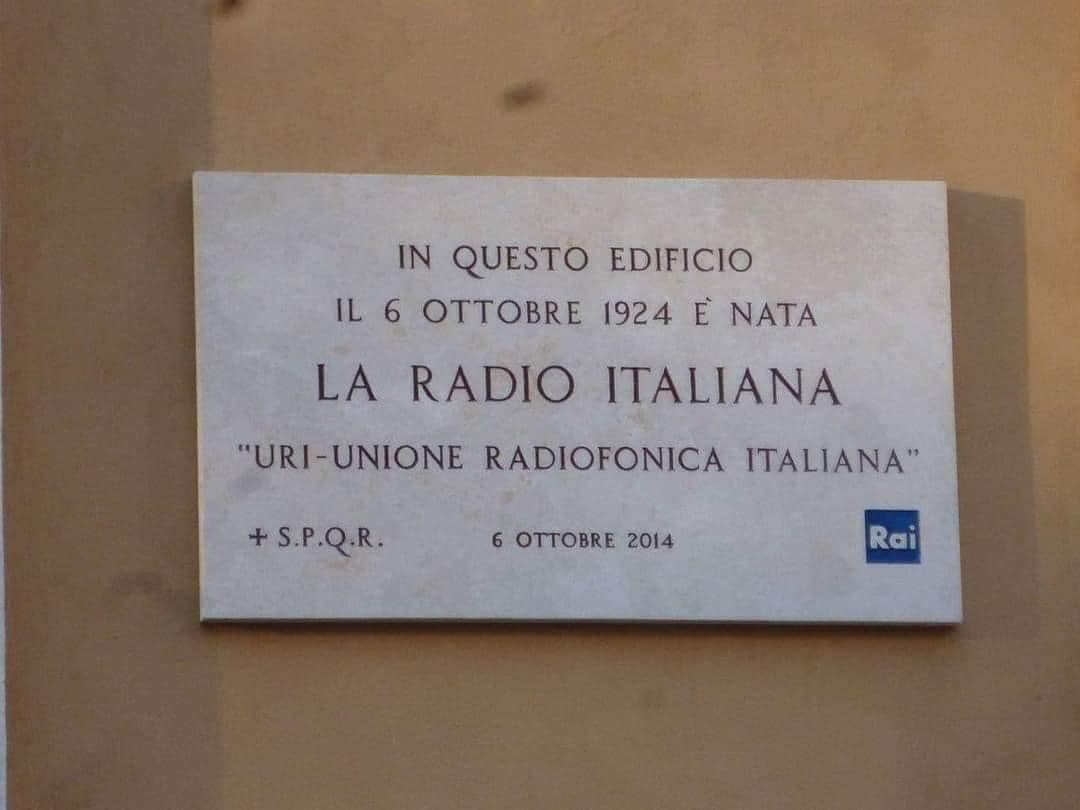 IN QUESTO EDIFICIO
IL 6 OTTOBRE 1924 È NATA
LA RADIO ITALIANA
"URI-UNIONE RADIOFONICA ITALIANA"
+ S.P.Q.R. 6 OTTOBRE 2014 Rai